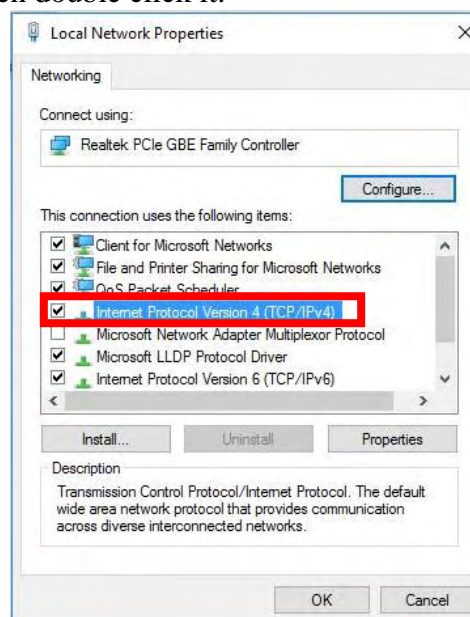 double click it.
Local Network Properties
Networking
Connect using:
Realtek PCIe GBE Family Controller
Configure...
This connection uses the following items:
Client for Microsoft Networks
File and Printer Sharing for Microsoft Networks
QoS Packet Scheduler
Internet Protocol Version 4 (TCP/IPv4)
Microsoft Network Adapter Multiplexor Protocol
Microsoft LLDP Protocol Driver
Internet Protocol Version 6 (TCP/IPv6)
Install...
Uninstall
Properties
Description
Transmission Control Protocol/Internet Protocol. The default
wide area network protocol that provides communication
across diverse interconnected networks.
OK
Cancel